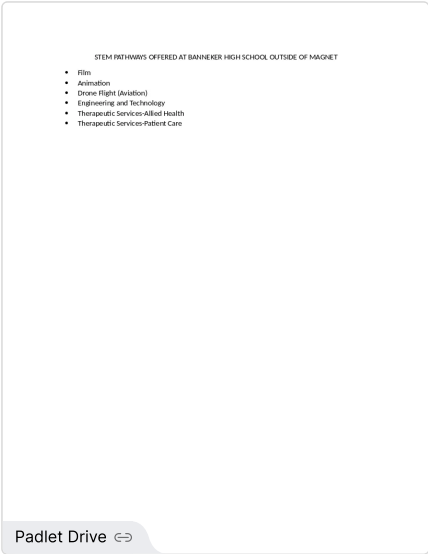 STEM PATHWAYS OFFERED AT BANNEKER HIGH SCHOOL OUTSIDE OF MAGNET
• Film
• Animation
• Drone Flight (Aviation)
• Engineering and Technology
• Therapeutic Services-Allied Health
• Therapeutic Services-Patient Care
Padlet Drive